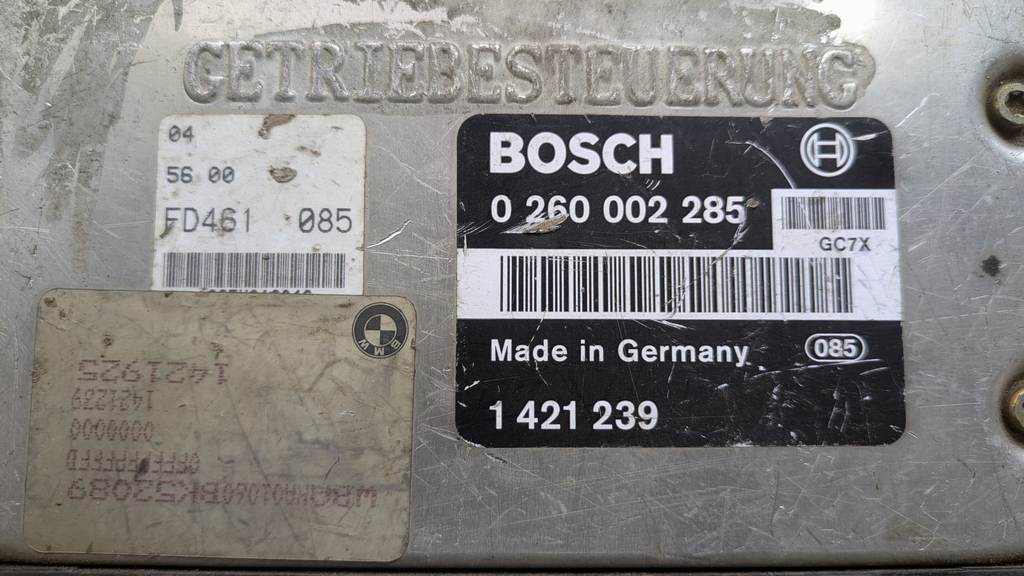 GETRIEBESTEUERUNG
04
56 00
FD461 085
BOSCH
0 260 002 285
GC7X
Made in Germany 085
1 421 239
BMW
1421925
1421239
0000000